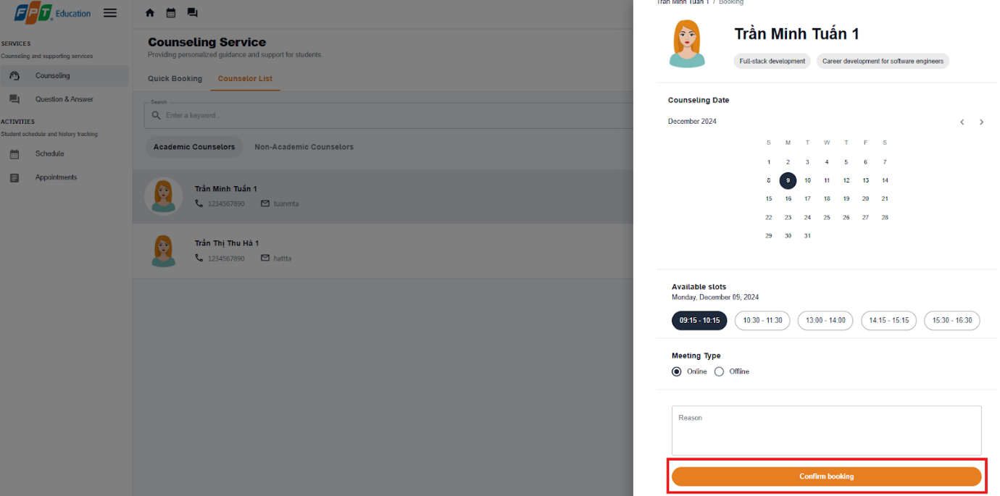 FPT Education
SERVICES
Counseling and supporting services
Counseling
Question & Answer
ACTIVITIES
Student schedule and history tracking
Schedule
Appointments
Counseling Service
Providing personalized guidance and support for students.
Quick Booking Counselor List
Search
Enter a keyword...
Academic Counselors Non-Academic Counselors
Trần Minh Tuấn 1
1234567890 tuanmta
Trần Thị Thu Hà 1
1234567890 hattta
Trần Minh Tuấn 1 / Booking
Trần Minh Tuấn 1
Full-stack development Career development for software engineers
Counseling Date
December 2024
S M T W T F S
1 2 3 4 5 6 7
8 9 10 11 12 13 14
15 16 17 18 19 20 21
22 23 24 25 26 27 28
29 30 31
Available slots
Monday, December 09, 2024
09:15 - 10:15 10:30 - 11:30 13:00 - 14:00 14:15 - 15:15 15:30 - 16:30
Meeting Type
Online Offline
Reason
Confirm booking